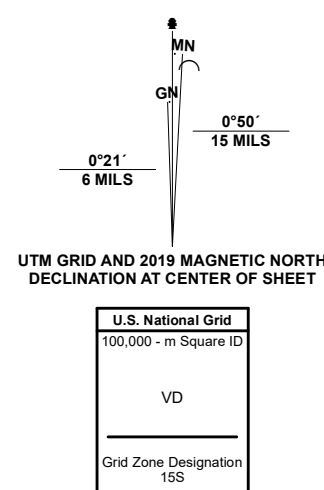 MN
GN
0°50´
15 MILS
0°21´
6 MILS
UTM GRID AND 2019 MAGNETIC NORTH
DECLINATION AT CENTER OF SHEET
U.S. National Grid
100,000 - m Square ID
VD
Grid Zone Designation
15S